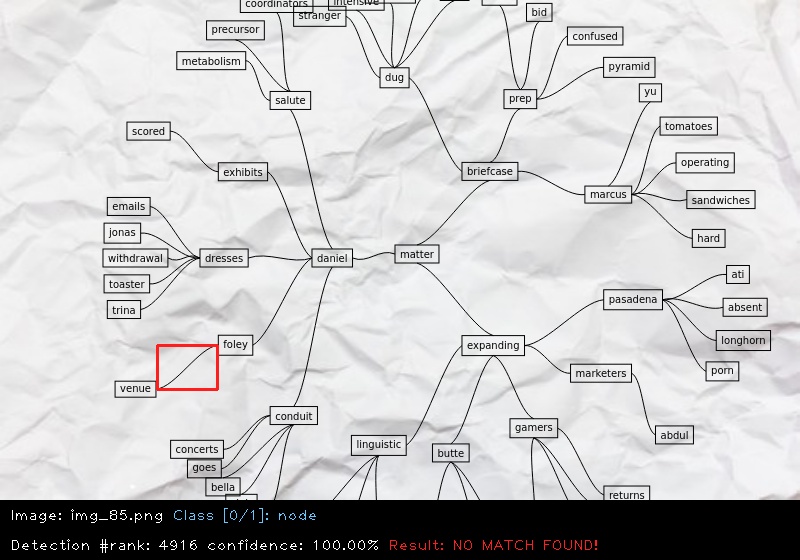 coordinators
intensive
stranger
bid
precursor
confused
metabolism
dug
pyramid
salute
prep
yu
scored
tomatoes
exhibits
briefcase
operating
marcus
sandwiches
emails
jonas
hard
withdrawal
dresses
daniel
matter
toaster
ati
trina
pasadena
absent
foley
expanding
longhorn
venue
marketers
porn
conduit
gamers
abdul
concerts
linguistic
butte
goes
bella
returns
Image: img_85.png Class [0/1]: node
Detection #rank: 4916 confidence: 100.00% Result: NO MATCH FOUND!